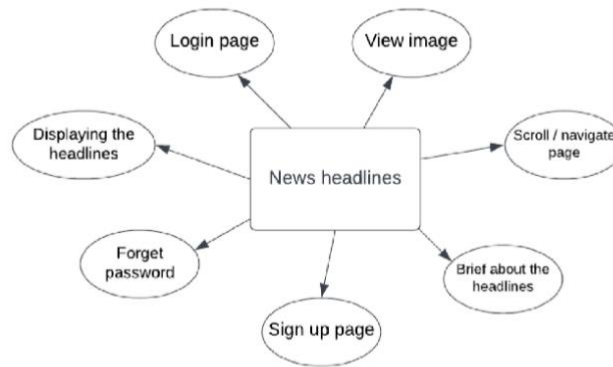 Login page
View image
Displaying the
headlines
Scroll / navigate
page
News headlines
Forget
password
Brief about the
headlines
Sign up page